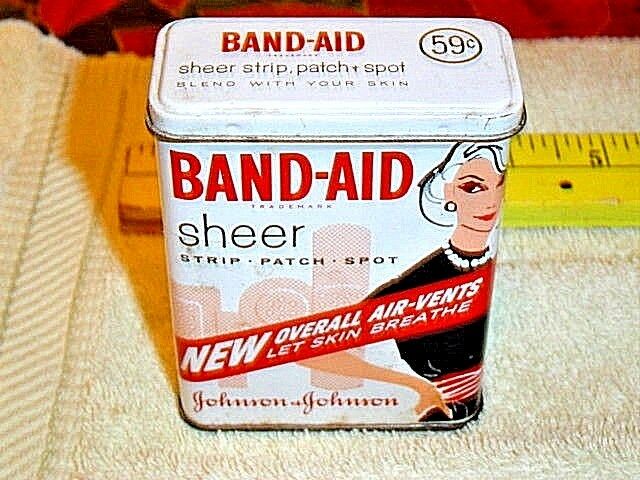 BAND-AID
TRADEMARK
59¢
sheer strip, patch + spot
BLEND WITH YOUR SKIN
BAND-AID
TRADEMARK
sheer
STRIP · PATCH · SPOT
NEW OVERALL AIR-VENTS
LET SKIN BREATHE
Johnson & Johnson
5